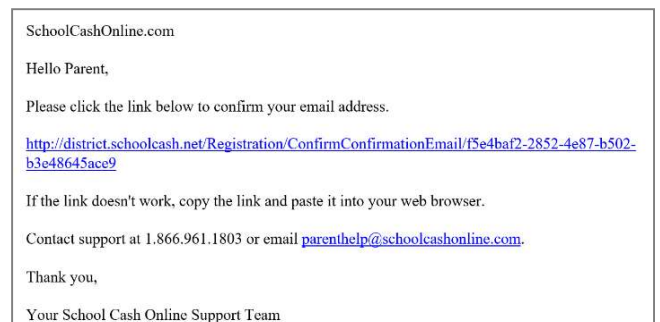 SchoolCashOnline.com
Hello Parent,
Please click the link below to confirm your email address.
http://district.schoolcash.net/Registration/ConfirmConfirmationEmail/f5e4baf2-2852-4e87-b502-
b3e48645ace9
If the link doesn't work, copy the link and paste it into your web browser.
Contact support at 1.866.961.1803 or email parenthelp@schoolcashonline.com.
Thank you,
Your School Cash Online Support Team